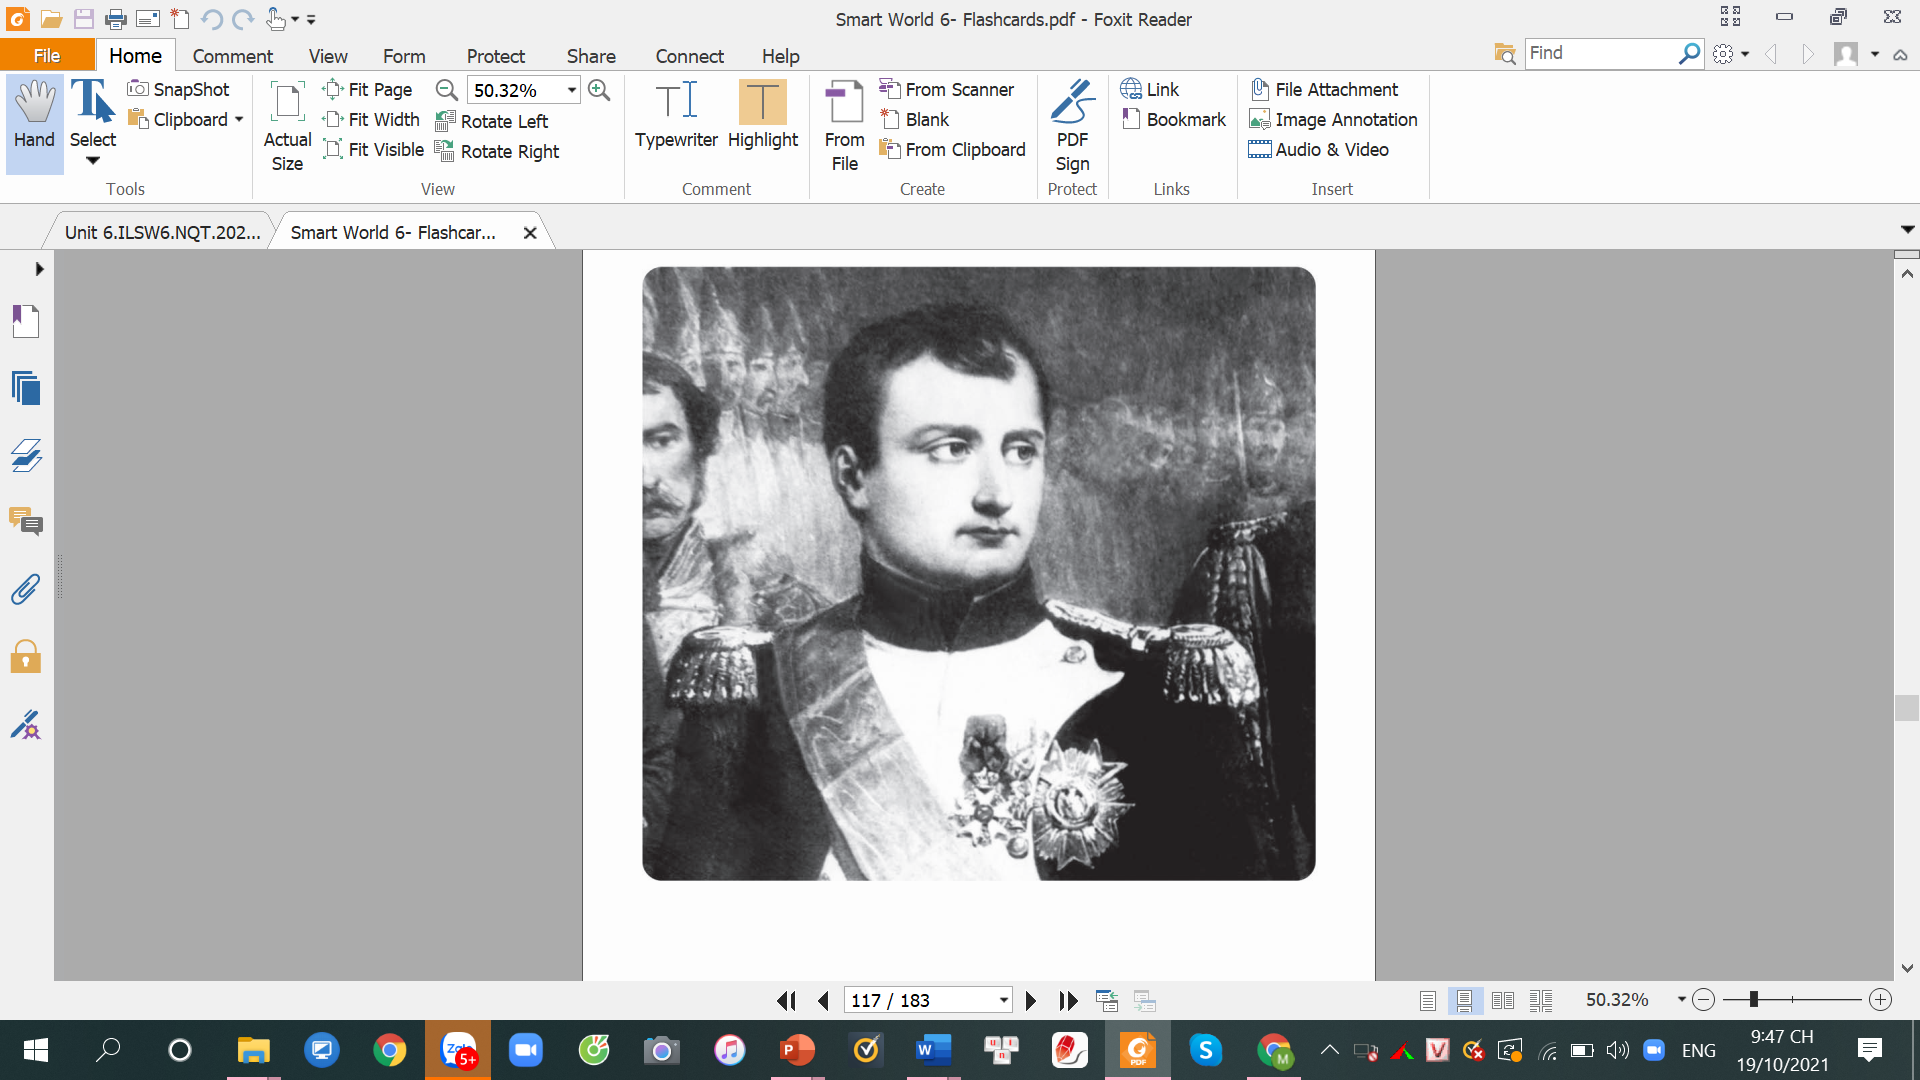 Smart World 6- Flashcards.pdf - Foxit Reader
File Home Comment View Form Protect Share Connect Help Find
Hand
Select
SnapShot
Clipboard
Tools
Actual Size
Fit Page
Fit Width
Fit Visible
50.32%
Rotate Left
Rotate Right
View
Typewriter
Highlight
Comment
From File
From Scanner
Blank
From Clipboard
Create
PDF Sign
Protect
Link
Bookmark
Links
File Attachment
Image Annotation
Audio & Video
Insert
Unit 6.ILSW6.NQT.202... Smart World 6- Flashcar...
117 / 183 50.32%
5+
ENG
9:47 CH
19/10/2021